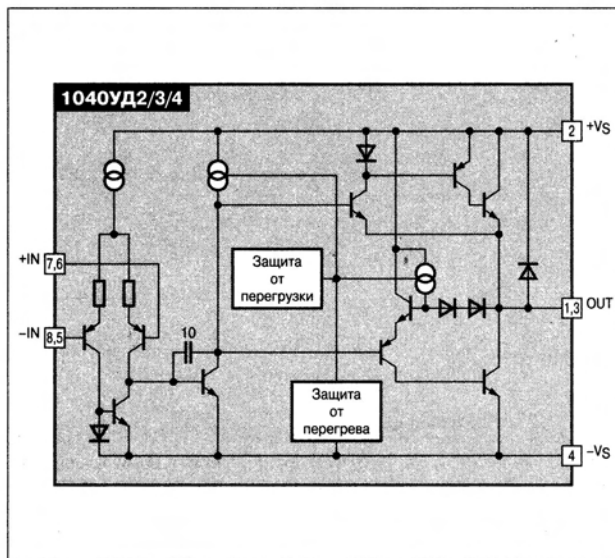 1040УД2/3/4
2 +VS
+IN 7,6
Защита
от
перегрузки
1,3 OUT
–IN 8,5
10
Защита
от
перегрева
4 –VS